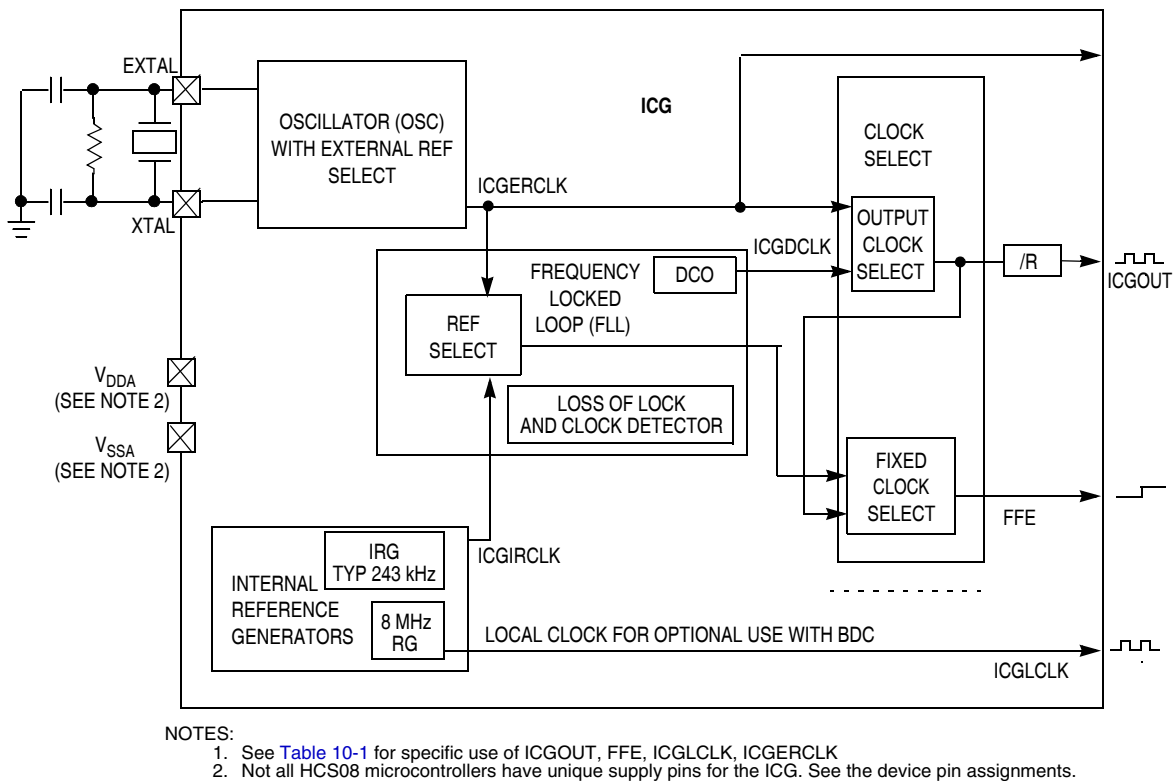 EXTAL
XTAL
OSCILLATOR (OSC)
WITH EXTERNAL REF
SELECT
ICG
CLOCK
SELECT
ICGERCLK
OUTPUT
CLOCK
SELECT
ICGDCLK
/R
ICGOUT
FREQUENCY
LOCKED
LOOP (FLL)
DCO
REF
SELECT
LOSS OF LOCK
AND CLOCK DETECTOR
VDDA
(SEE NOTE 2)
VSSA
(SEE NOTE 2)
FIXED
CLOCK
SELECT
FFE
ICGIRCLK
IRG
TYP 243 kHz
INTERNAL
REFERENCE
GENERATORS
8 MHz
RG
LOCAL CLOCK FOR OPTIONAL USE WITH BDC
ICGLCLK
NOTES:
1. See Table 10-1 for specific use of ICGOUT, FFE, ICGLCLK, ICGERCLK
2. Not all HCS08 microcontrollers have unique supply pins for the ICG. See the device pin assignments.